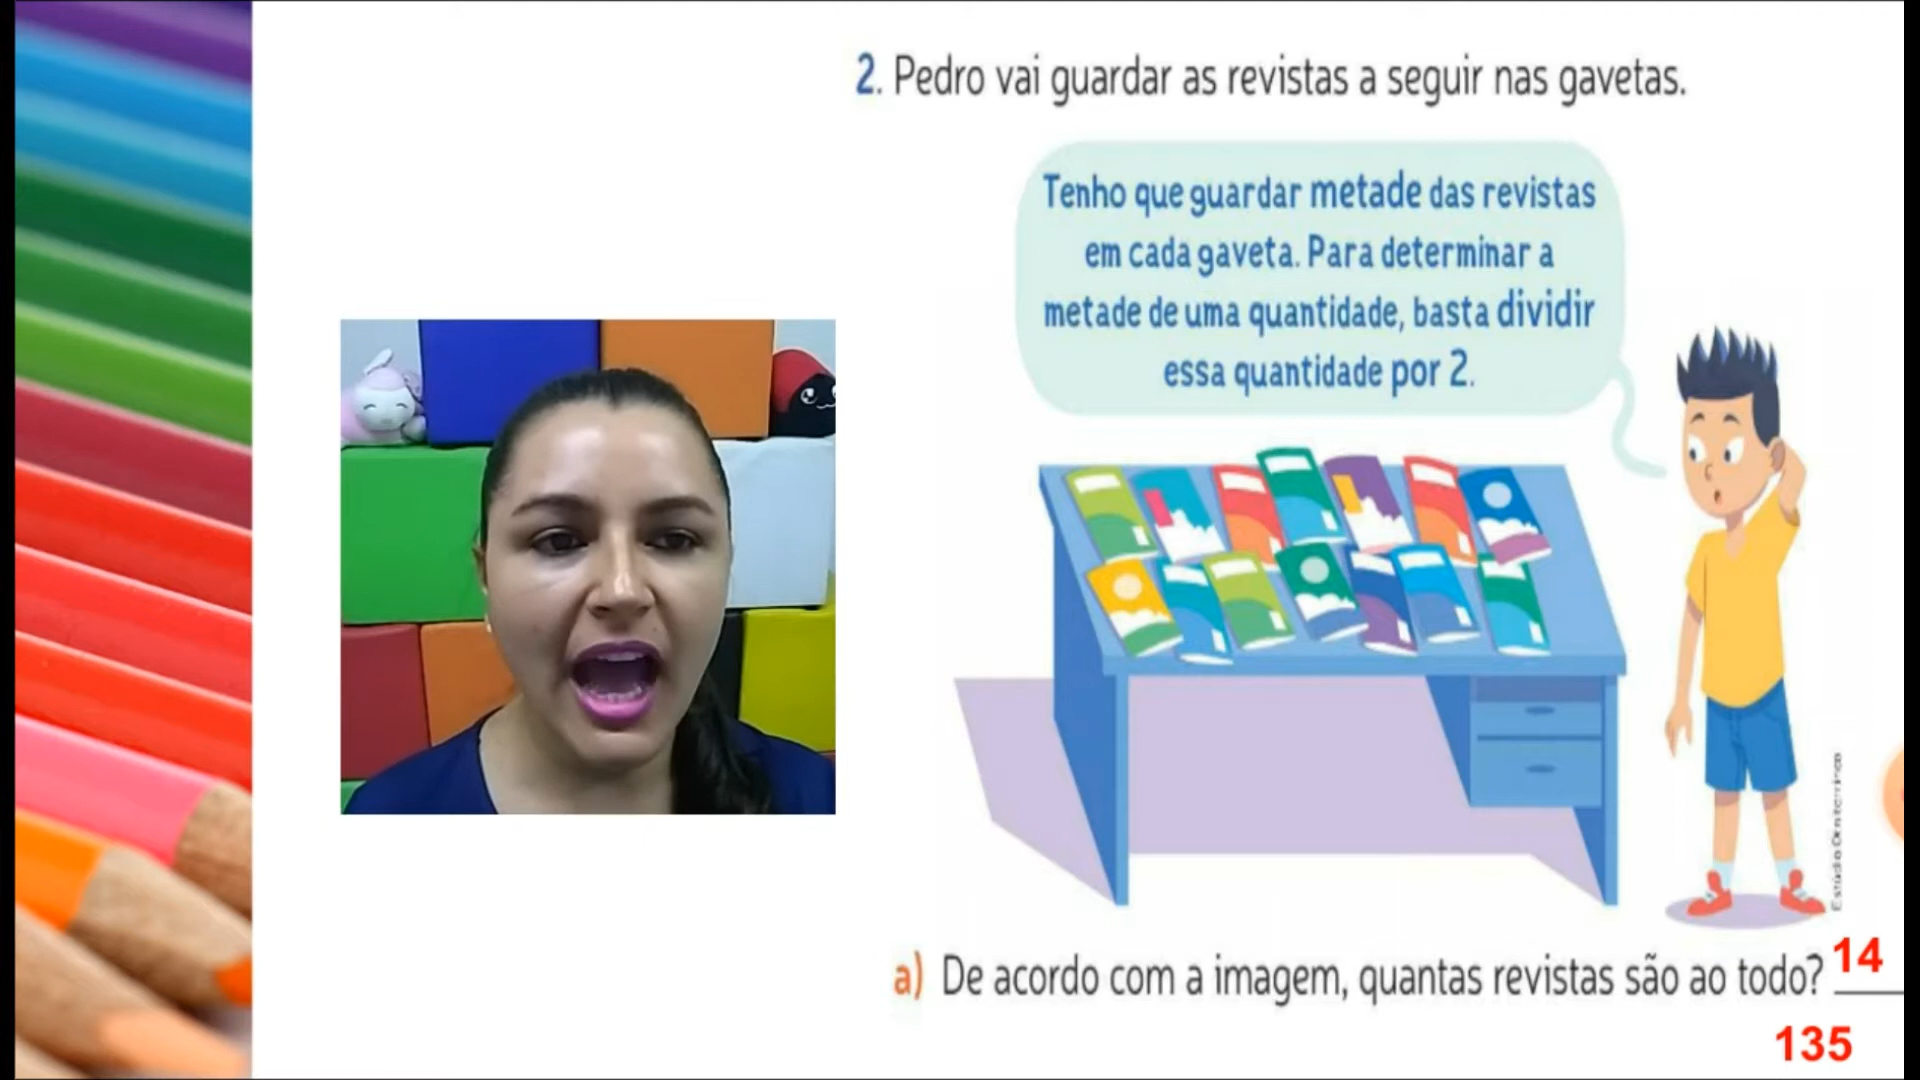 2. Pedro vai guardar as revistas a seguir nas gavetas.
Tenho que guardar metade das revistas
em cada gaveta. Para determinar a
metade de uma quantidade, basta dividir
essa quantidade por 2.
Estúdio Ornitorrinco
a) De acordo com a imagem, quantas revistas são ao todo? 14
135